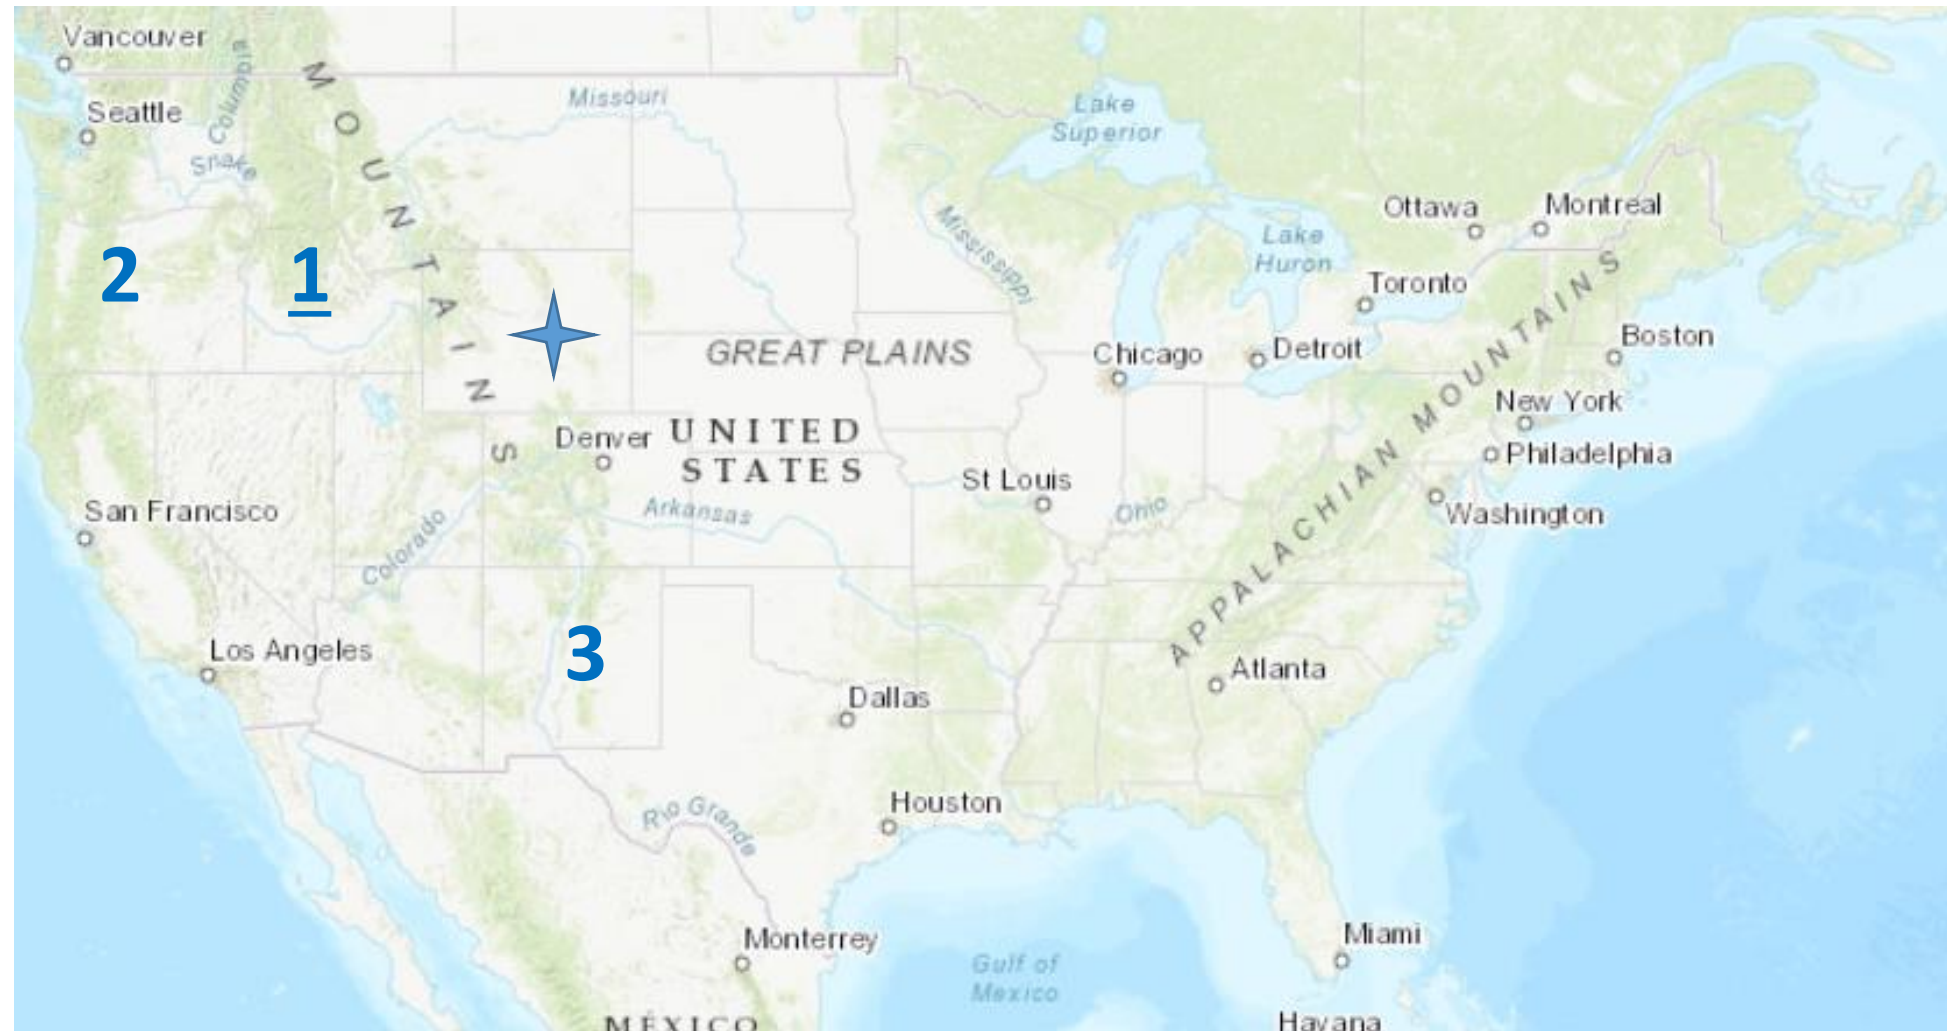 Vancouver
Seattle
Columbia
Snake
MOUNTAINS
Missouri
Lake
Superior
Mississippi
Ottawa
Montreal
Lake
Huron
Toronto
2
1
GREAT PLAINS
Chicago
Detroit
Boston
New York
Philadelphia
Washington
APPALACHIAN MOUNTAINS
Denver
UNITED
STATES
St Louis
Ohio
Arkansas
Colorado
San Francisco
Los Angeles
3
Dallas
Atlanta
Houston
Rio Grande
Monterrey
Gulf of
Mexico
Miami
MÉXICO
Havana